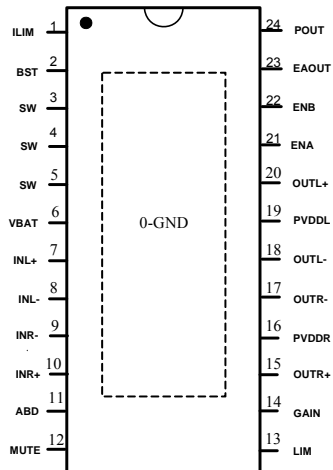 ILIM 1
BST 2
SW 3
SW 4
SW 5
VBAT 6
INL+ 7
INL- 8
INR- 9
INR+ 10
ABD 11
MUTE 12
0-GND
24 POUT
23 EAOUT
22 ENB
21 ENA
20 OUTL+
19 PVDDL
18 OUTL-
17 OUTR-
16 PVDDR
15 OUTR+
14 GAIN
13 LIM